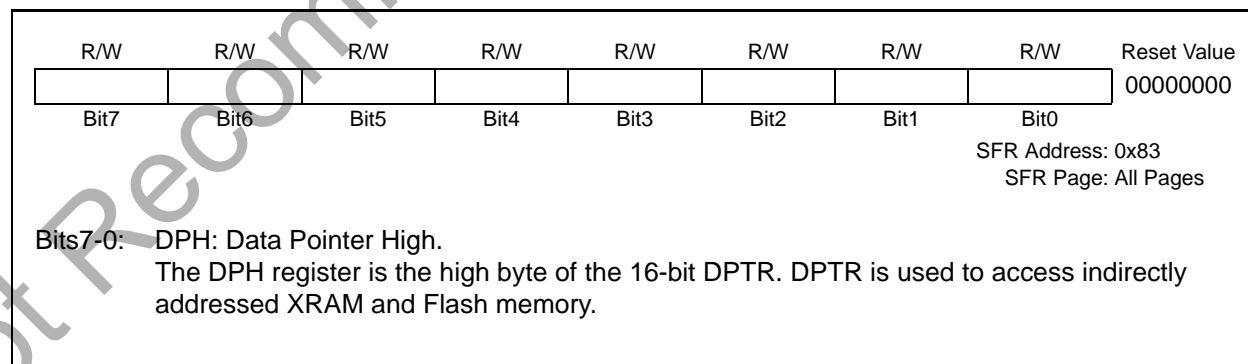 R/W R/W R/W R/W R/W R/W R/W R/W Reset Value
00000000
Bit7 Bit6 Bit5 Bit4 Bit3 Bit2 Bit1 Bit0
SFR Address: 0x83
SFR Page: All Pages
Bits7-0: DPH: Data Pointer High.
The DPH register is the high byte of the 16-bit DPTR. DPTR is used to access indirectly
addressed XRAM and Flash memory.